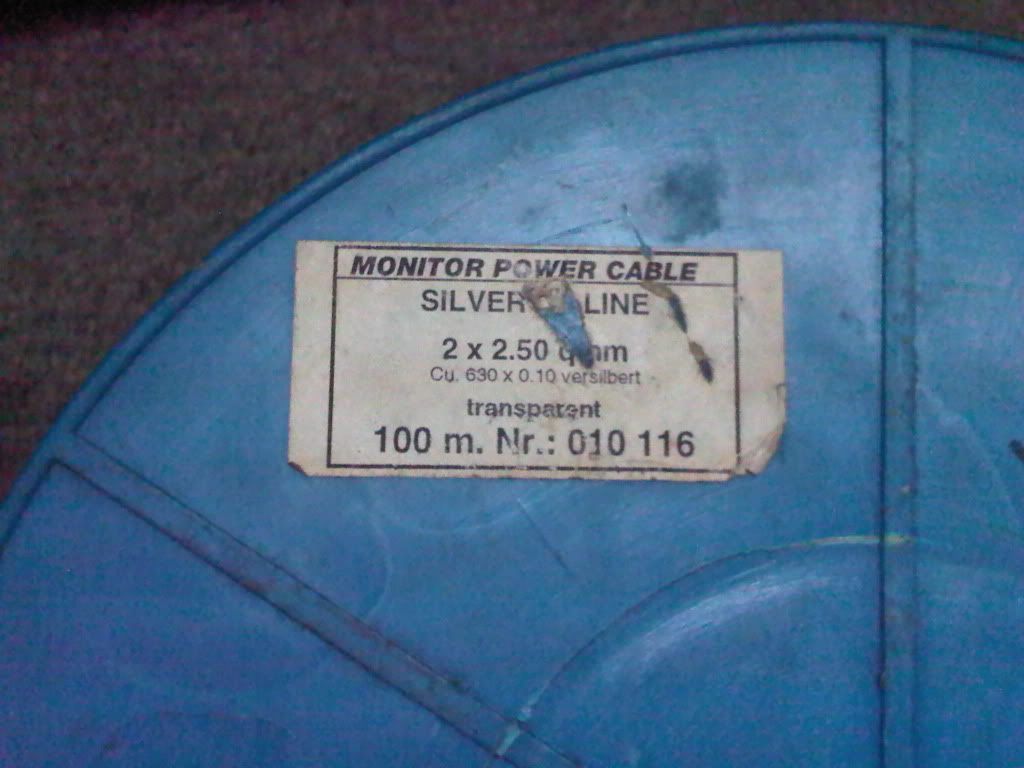 MONITOR POWER CABLE
SILVER LINE
2 x 2.50 qmm
Cu. 630 x 0.10 versilbert
transparent
100 m. Nr.: 010 116